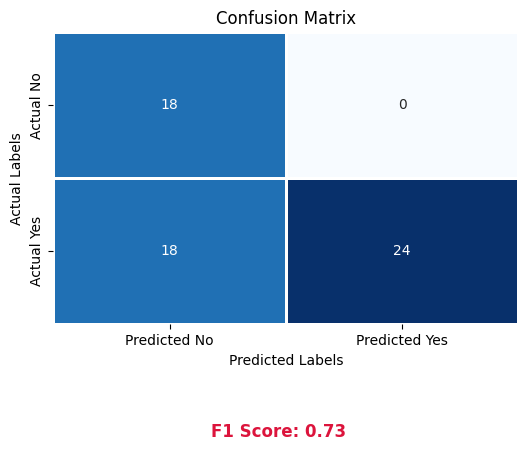 Confusion Matrix
Actual Labels
Actual No
18
0
Actual Yes
18
24
Predicted No
Predicted Yes
Predicted Labels
F1 Score: 0.73